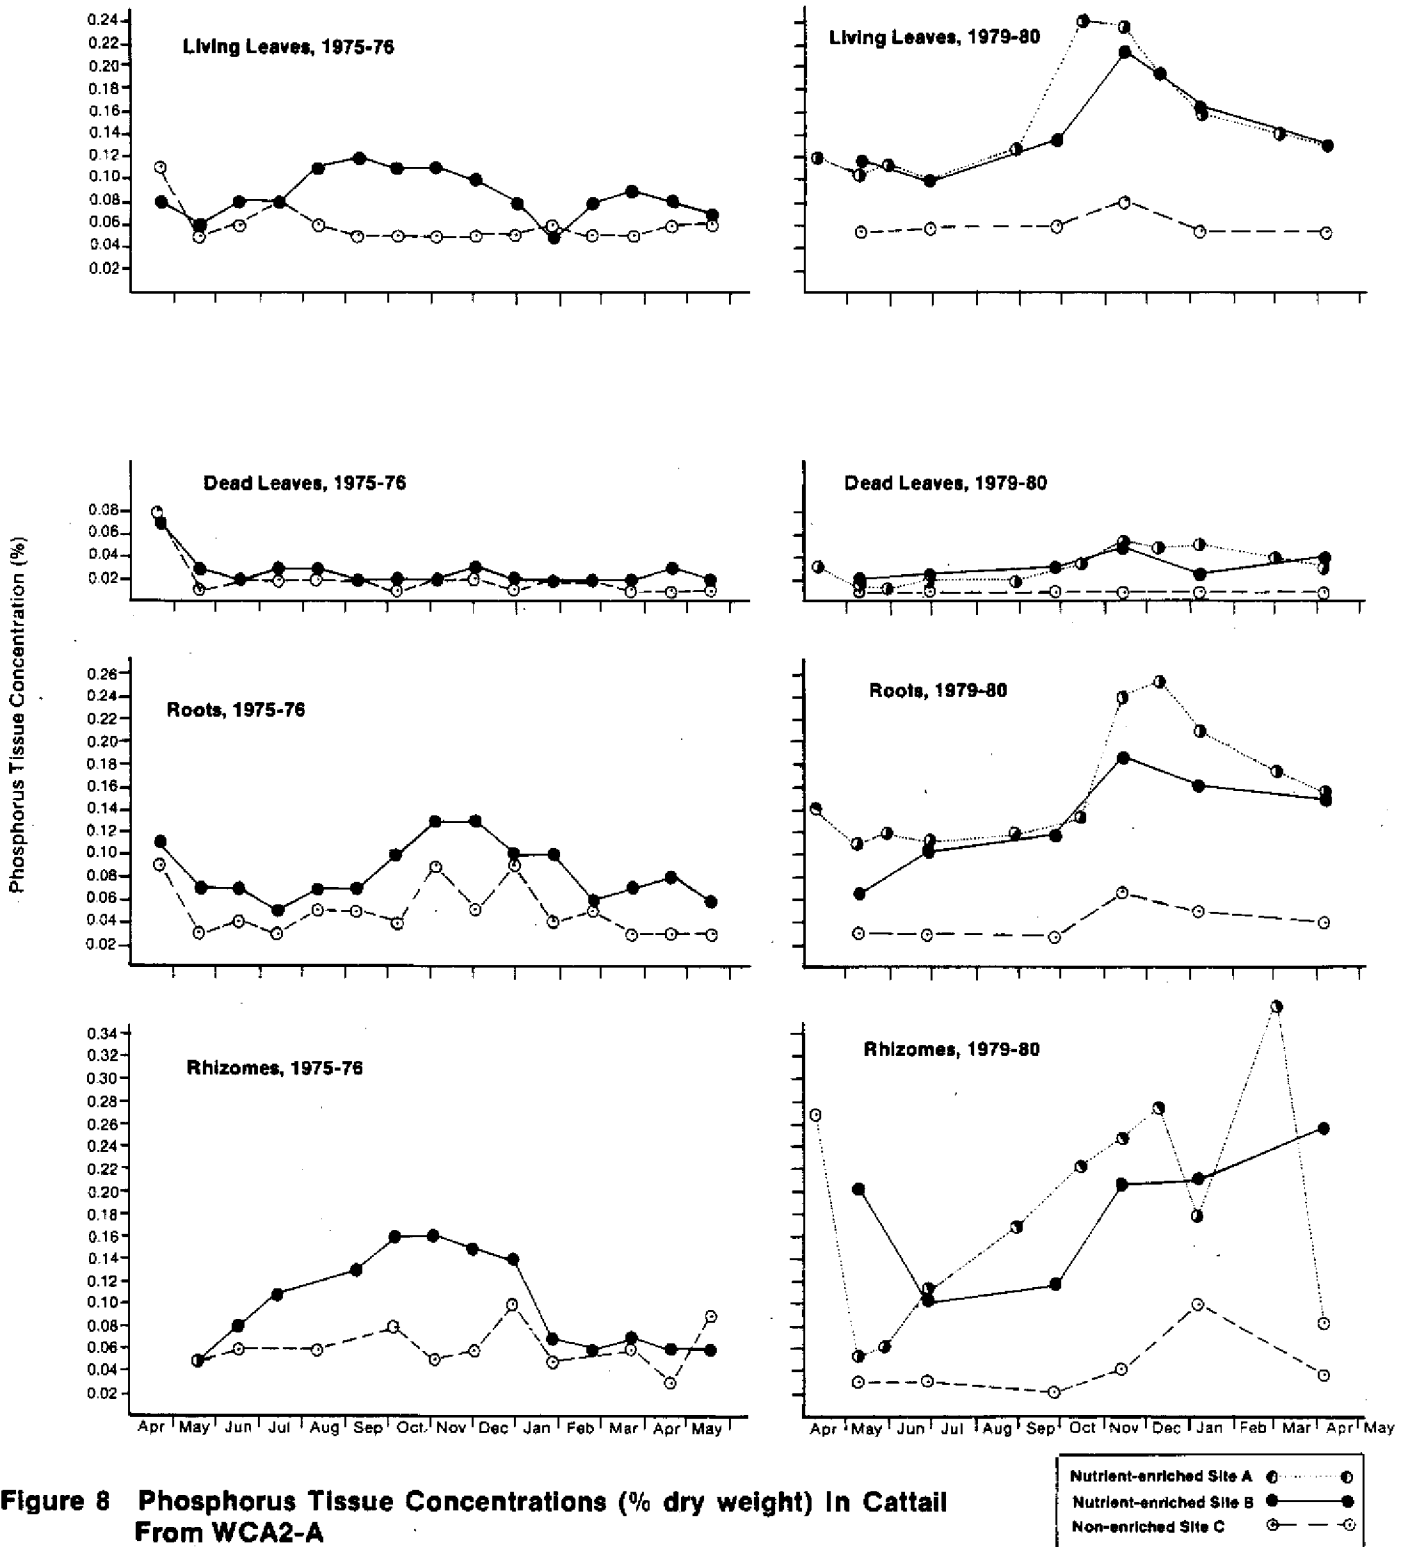 Living Leaves, 1975-76
0.24
0.22
0.20
0.18
0.16
0.14
0.12
0.10
0.08
0.06
0.04
0.02
Living Leaves, 1979-80
Phosphorus Tissue Concentration (%)
Dead Leaves, 1975-76
0.08
0.06
0.04
0.02
Dead Leaves, 1979-80
Roots, 1975-76
0.26
0.24
0.22
0.20
0.18
0.16
0.14
0.12
0.10
0.08
0.06
0.04
0.02
Roots, 1979-80
Rhizomes, 1975-76
0.34
0.32
0.30
0.28
0.26
0.24
0.22
0.20
0.18
0.16
0.14
0.12
0.10
0.08
0.06
0.04
0.02
Apr May Jun Jul Aug Sep Oct Nov Dec Jan Feb Mar Apr May
Rhizomes, 1979-80
Apr May Jun Jul Aug Sep Oct Nov Dec Jan Feb Mar Apr May
Nutrient-enriched Site A
Nutrient-enriched Site B
Non-enriched Site C
Figure 8 Phosphorus Tissue Concentrations (% dry weight) In Cattail
From WCA2-A